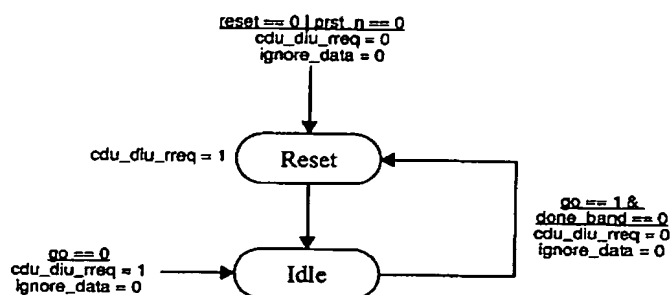 reset == 0 | prst_n == 0
cdu_diu_rreq = 0
ignore_data = 0
cdu_diu_rreq = 1
Reset
go == 1 &
done_band == 0
cdu_diu_rreq = 0
ignore_data = 0
go == 0
cdu_diu_rreq = 1
ignore_data = 0
Idle